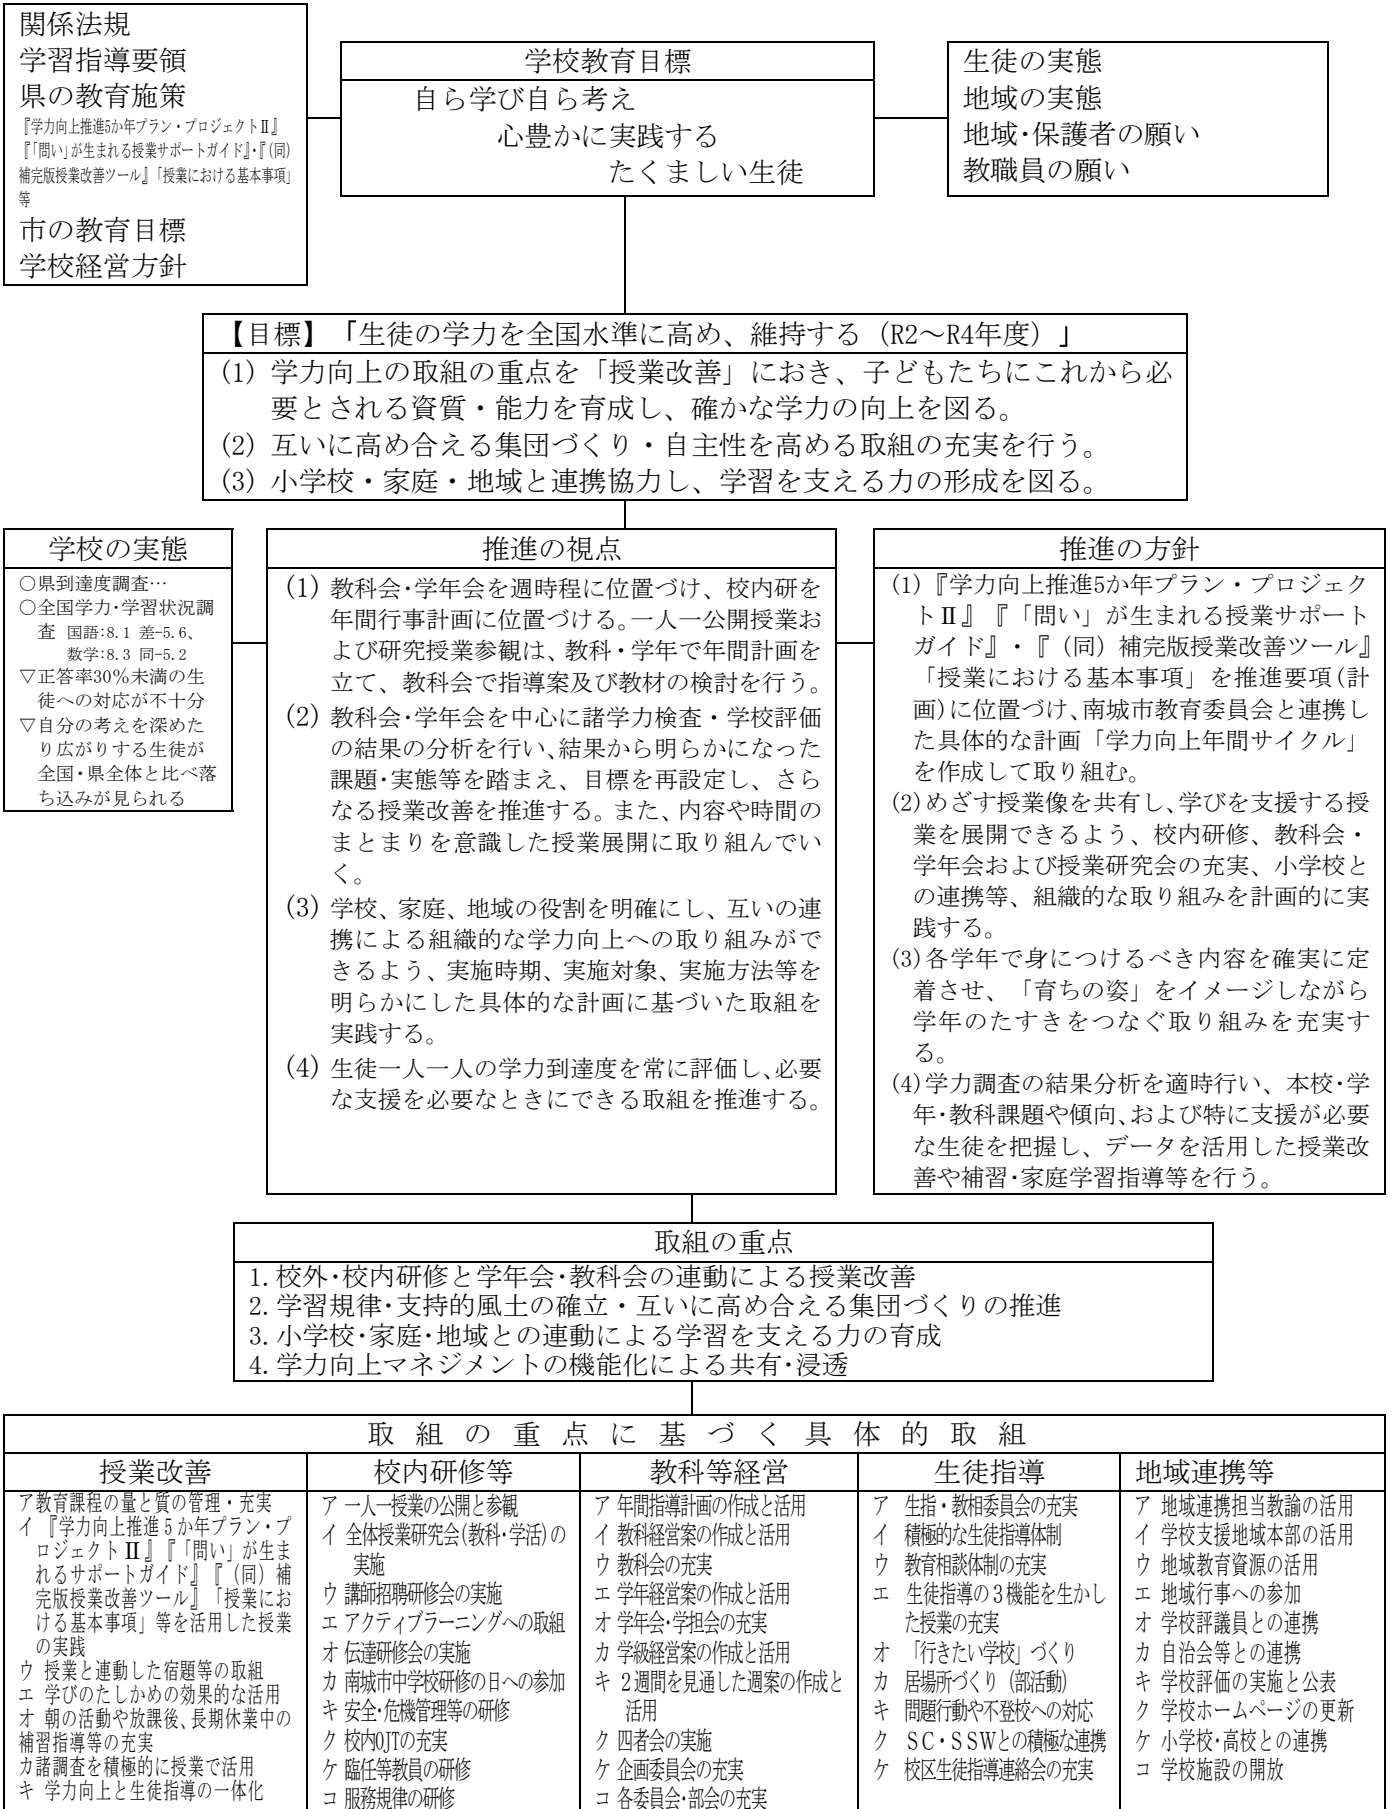 関係法規
学習指導要領
県の教育施策
『学力向上推進5か年プラン・プロジェクトⅡ』
『「問い」が生まれる授業サポートガイド』・『(同)
補完版授業改善ツール』「授業における基本事項」
等
市の教育目標
学校経営方針
学校教育目標
自ら学び自ら考え
心豊かに実践する
たくましい生徒
生徒の実態
地域の実態
地域・保護者の願い
教職員の願い
【目標】「生徒の学力を全国水準に高め、維持する（R2～R4年度）」
(1) 学力向上の取組の重点を「授業改善」におき、子どもたちにこれから必
要とされる資質・能力を育成し、確かな学力の向上を図る。
(2) 互いに高め合える集団づくり・自主性を高める取組の充実を行う。
(3) 小学校・家庭・地域と連携協力し、学習を支える力の形成を図る。
学校の実態
○県到達度調査…
○全国学力・学習状況調
査 国語:8.1 差-5.6、
数学:8.3 同-5.2
▽正答率30％未満の生
徒への対応が不十分
▽自分の考えを深めた
り広がりする生徒が
全国・県全体と比べ落
ち込みが見られる
推進の視点
(1) 教科会・学年会を週時程に位置づけ、校内研を
年間行事計画に位置づける。一人一公開授業お
よび研究授業参観は、教科・学年で年間計画を
立て、教科会で指導案及び教材の検討を行う。
(2) 教科会・学年会を中心に諸学力検査・学校評価
の結果の分析を行い、結果から明らかになった
課題・実態等を踏まえ、目標を再設定し、さら
なる授業改善を推進する。また、内容や時間の
まとまりを意識した授業展開に取り組んでい
く。
(3) 学校、家庭、地域の役割を明確にし、互いの連
携による組織的な学力向上への取り組みがで
きるよう、実施時期、実施対象、実施方法等を
明らかにした具体的な計画に基づいた取組を
実践する。
(4) 生徒一人一人の学力到達度を常に評価し、必要
な支援を必要なときにできる取組を推進する。
推進の方針
(1)『学力向上推進5か年プラン・プロジェク
トⅡ』『「問い」が生まれる授業サポート
ガイド』・『（同）補完版授業改善ツール』
「授業における基本事項」を推進要項(計
画)に位置づけ、南城市教育委員会と連携し
た具体的な計画「学力向上年間サイクル」
を作成して取り組む。
(2)めざす授業像を共有し、学びを支援する授
業を展開できるよう、校内研修、教科会・
学年会および授業研究会の充実、小学校と
の連携等、組織的な取り組みを計画的に実
践する。
(3)各学年で身につけるべき内容を確実に定
着させ、「育ちの姿」をイメージしながら
学年のたすきをつなぐ取り組みを充実す
る。
(4)学力調査の結果分析を適時行い、本校・学
年・教科課題や傾向、および特に支援が必要
な生徒を把握し、データを活用した授業改
善や補習・家庭学習指導等を行う。
取組の重点
1.校外・校内研修と学年会・教科会の連動による授業改善
2.学習規律・支持的風土の確立・互いに高め合える集団づくりの推進
3.小学校・家庭・地域との連動による学習を支える力の育成
4.学力向上マネジメントの機能化による共有・浸透
取組の重点に基づく具体的取組
授業改善
ア教育課程の量と質の管理・充実
イ 『学力向上推進５か年プラン・プ
ロジェクトⅡ』『「問い」が生ま
れるサポートガイド』『（同）補
完版授業改善ツール』「授業にお
ける基本事項」等を活用した授業
の実践
ウ 授業と連動した宿題等の取組
エ 学びのたしかめの効果的な活用
オ 朝の活動や放課後、長期休業中の
補習指導等の充実
カ諸調査を積極的に授業で活用
キ 学力向上と生徒指導の一体化
校内研修等
ア 一人一授業の公開と参観
イ 全体授業研究会(教科・学活)の
実施
ウ 講師招聘研修会の実施
エ アクティブラーニングへの取組
オ 伝達研修会の実施
カ 南城市中学校研修の日への参加
キ 安全・危機管理等の研修
ク 校内OJTの充実
ケ 臨任等教員の研修
コ 服務規律の研修
教科等経営
ア 年間指導計画の作成と活用
イ 教科経営案の作成と活用
ウ 教科会の充実
エ 学年経営案の作成と活用
オ 学年会・学担会の充実
カ 学級経営案の作成と活用
キ ２週間を見通した週案の作成と
活用
ク 四者会の実施
ケ 企画委員会の充実
コ 各委員会・部会の充実
生徒指導
ア 生指・教相委員会の充実
イ 積極的な生徒指導体制
ウ 教育相談体制の充実
エ 生徒指導の３機能を生かし
た授業の充実
オ 「行きたい学校」づくり
カ 居場所づくり（部活動）
キ 問題行動や不登校への対応
ク ＳＣ・ＳＳＷとの積極な連携
ケ 校区生徒指導連絡会の充実
地域連携等
ア 地域連携担当教諭の活用
イ 学校支援地域本部の活用
ウ 地域教育資源の活用
エ 地域行事への参加
オ 学校評議員との連携
カ 自治会等との連携
キ 学校評価の実施と公表
ク 学校ホームページの更新
ケ 小学校・高校との連携
コ 学校施設の開放